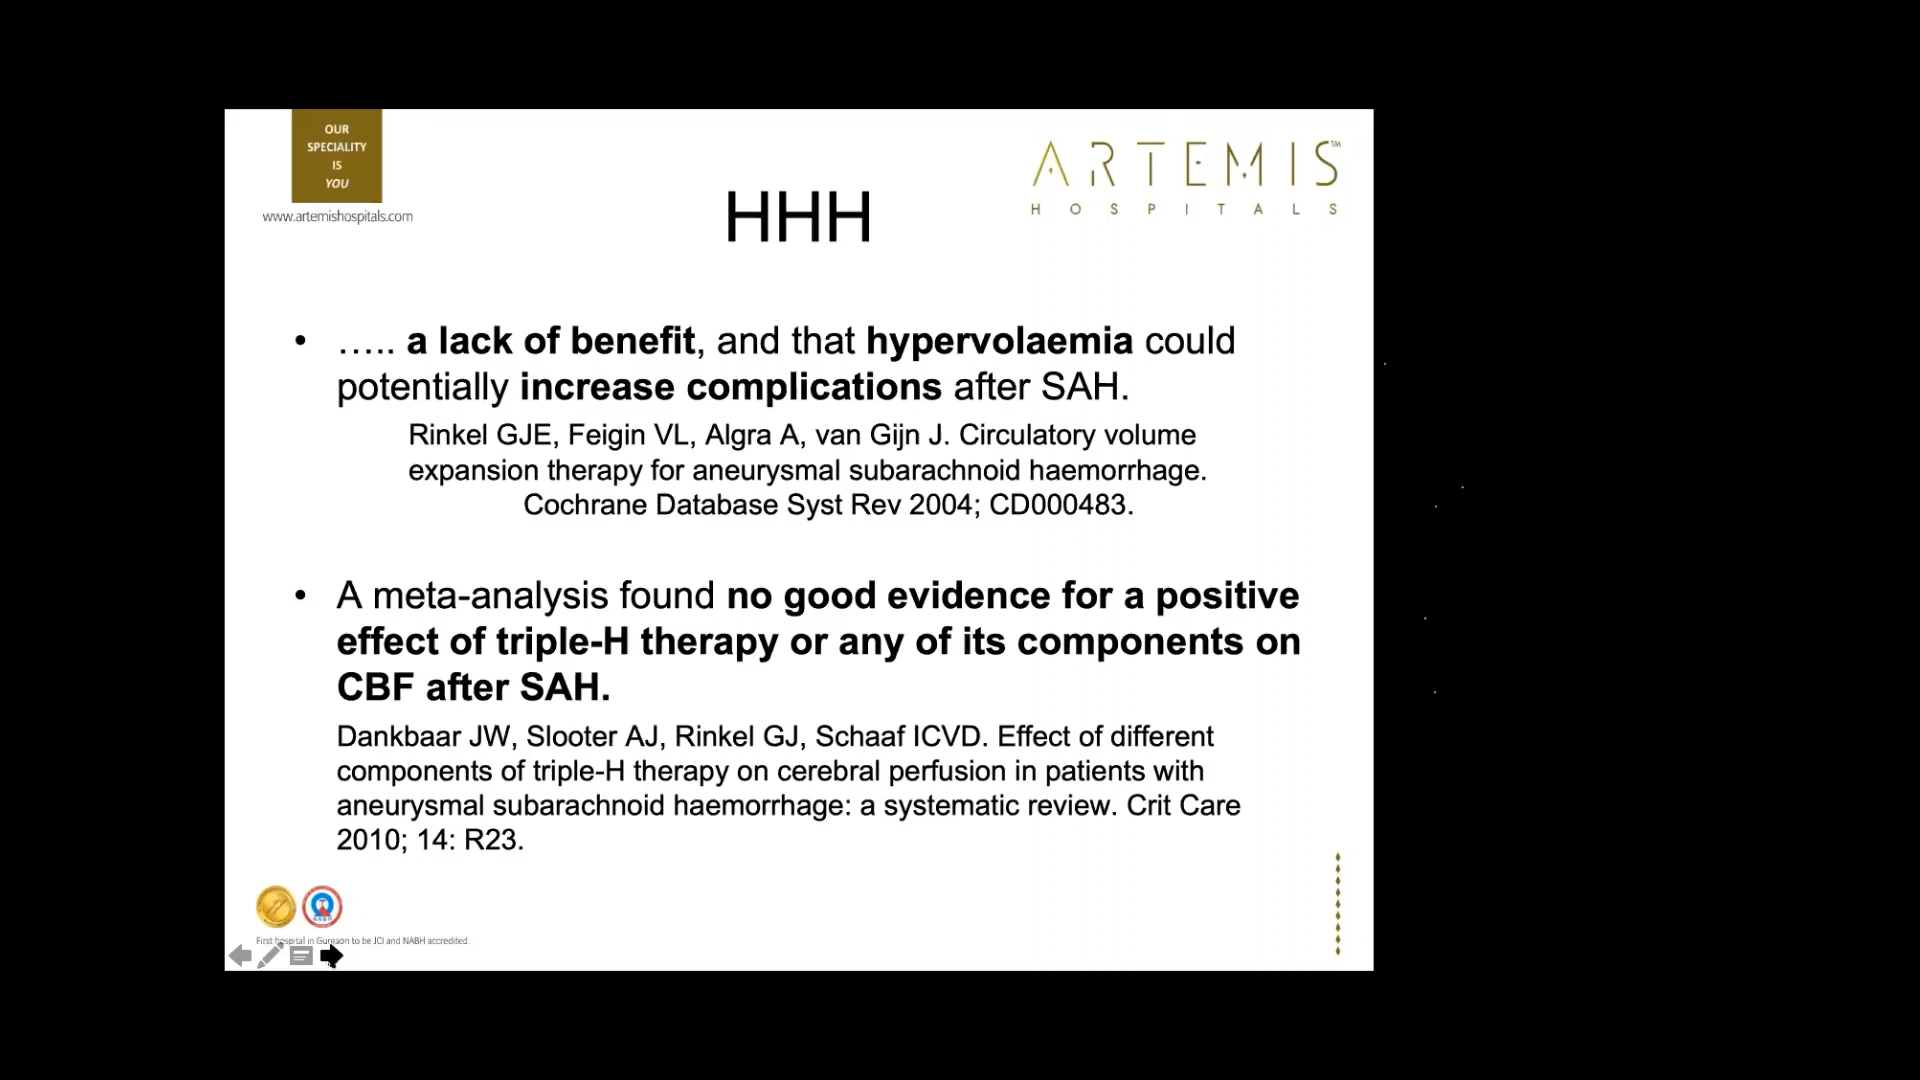 OUR
SPECIALITY
IS
YOU
www.artemishospitals.com
ARTEMIS™
HOSPITALS
HHH
• ….. a lack of benefit, and that hypervolaemia could
potentially increase complications after SAH.
Rinkel GJE, Feigin VL, Algra A, van Gijn J. Circulatory volume
expansion therapy for aneurysmal subarachnoid haemorrhage.
Cochrane Database Syst Rev 2004; CD000483.
• A meta-analysis found no good evidence for a positive
effect of triple-H therapy or any of its components on
CBF after SAH.
Dankbaar JW, Slooter AJ, Rinkel GJ, Schaaf ICVD. Effect of different
components of triple-H therapy on cerebral perfusion in patients with
aneurysmal subarachnoid haemorrhage: a systematic review. Crit Care
2010; 14: R23.
First hospital in Gurgaon to be JCI and NABH accredited.